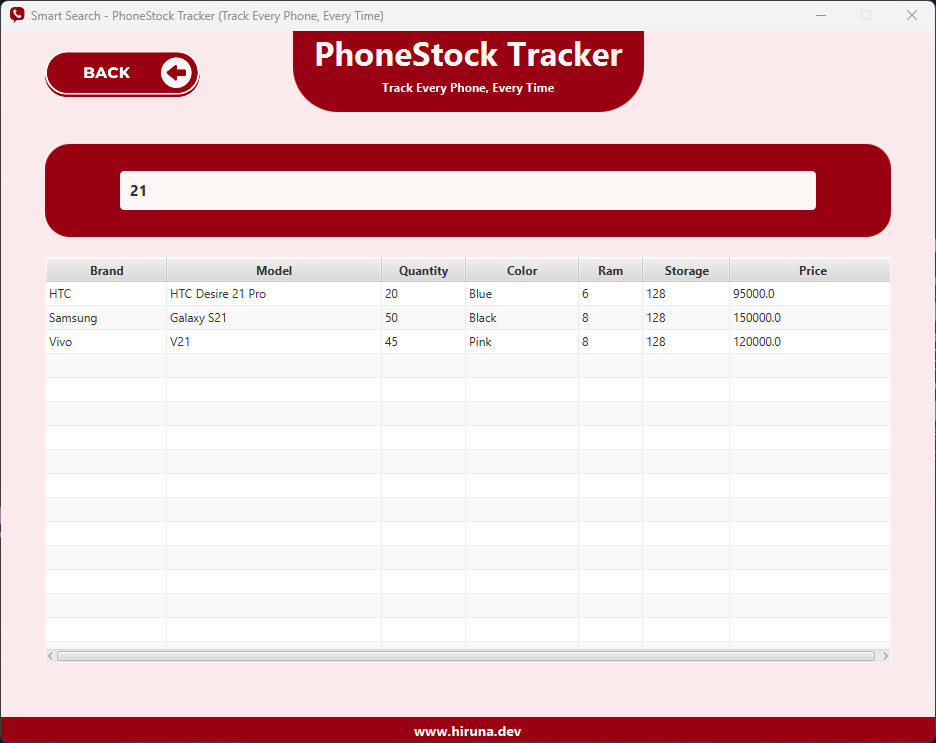 Smart Search - PhoneStock Tracker (Track Every Phone, Every Time)
BACK
PhoneStock Tracker
Track Every Phone, Every Time
21
Brand Model Quantity Color Ram Storage Price
HTC HTC Desire 21 Pro 20 Blue 6 128 95000.0
Samsung Galaxy S21 50 Black 8 128 150000.0
Vivo V21 45 Pink 8 128 120000.0
www.hiruna.dev